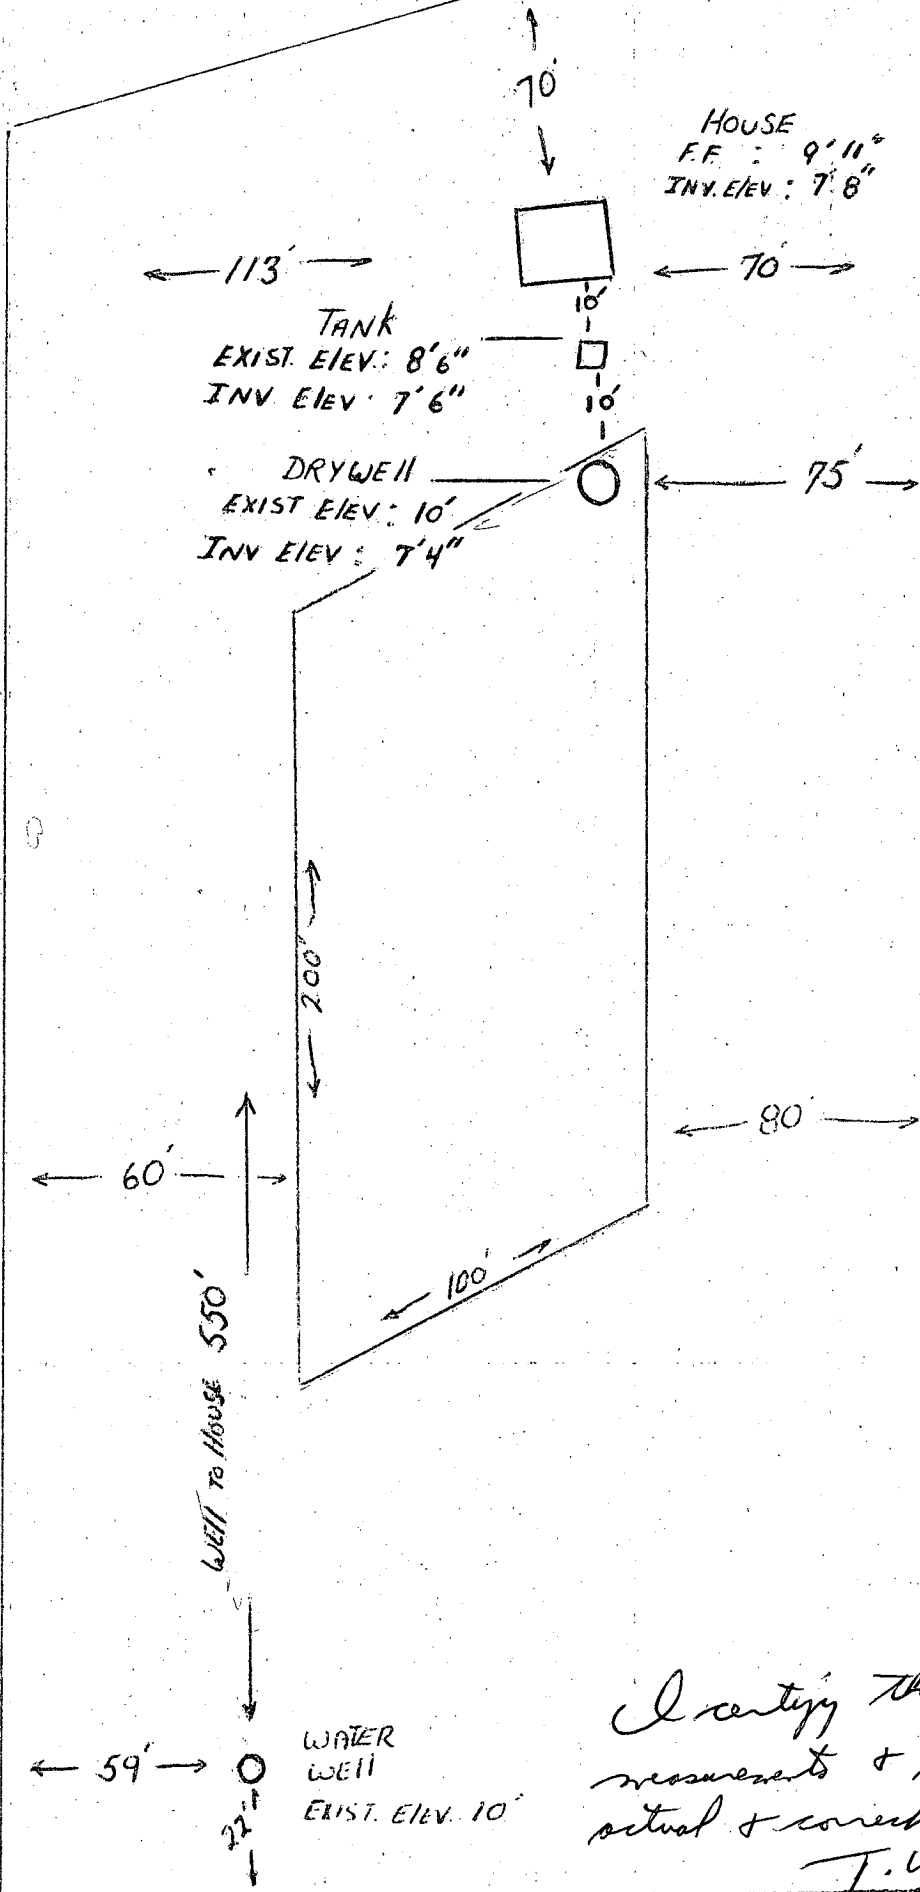 70'
HOUSE
F.F. : 9'11"
INV. ElEV : 7'8"
113'
70'
10'
TANK
EXIST. ElEV.: 8'6"
INV ElEV. 7'6"
10'
DRYWEll
EXIST ElEV: 10'
INV ElEV : 7'4"
75'
200'
80'
60'
100'
WEll TO HOUSE 550'
WATER
WEll
EXIST. ElEV. 10'
59'
22'
I certify
measurements &
actual &